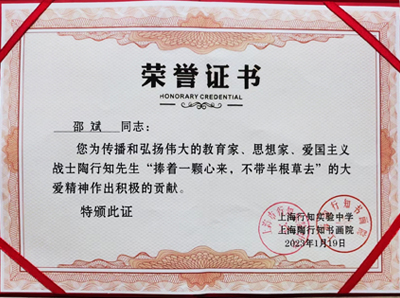 荣誉证书
HONORARY CREDENTIAL
邵斌 同志：
您为传播和弘扬伟大的教育家、思想家、爱国主义
战士陶行知先生“捧着一颗心来，不带半根草去”的大
爱精神作出积极的贡献。
特颁此证
上海行知实验中学
上海陶行知书画院
2023年1月19日